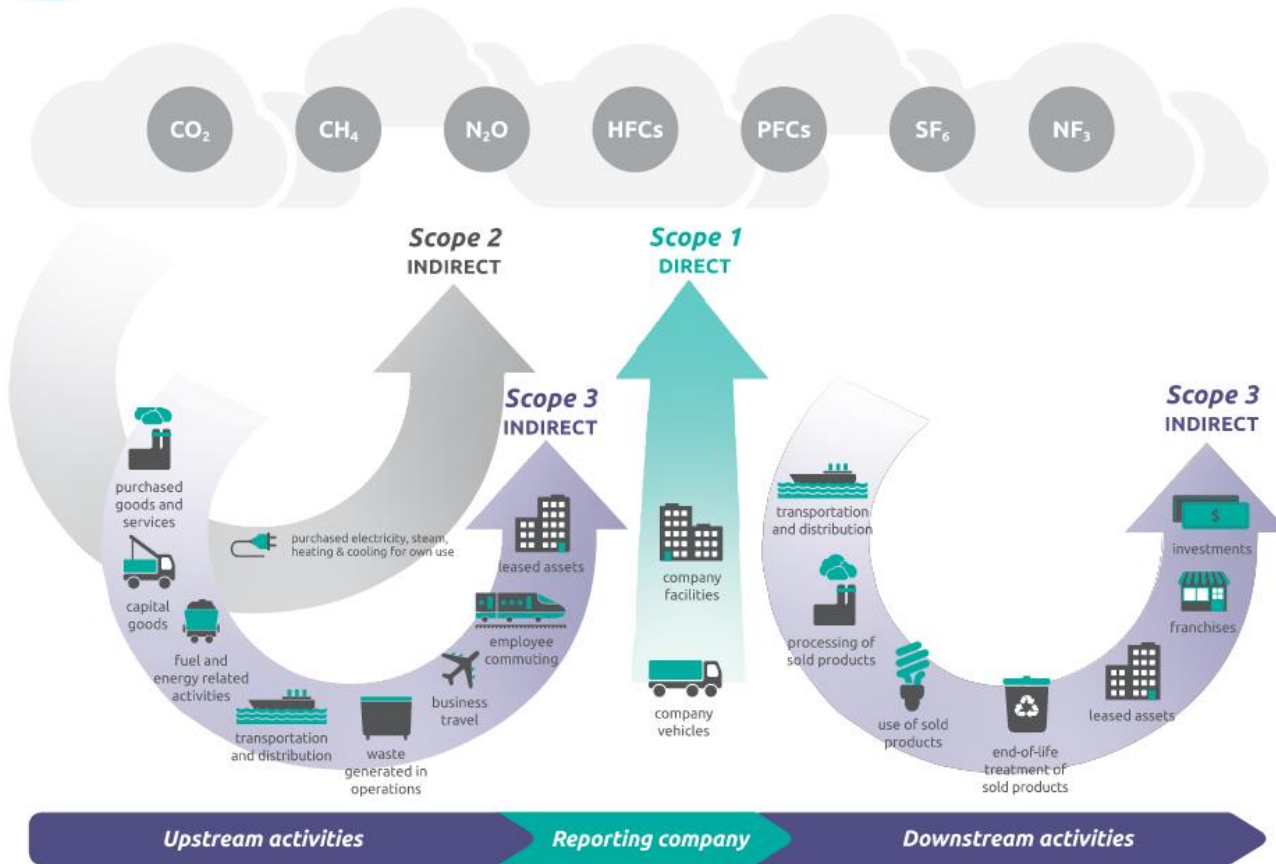 CO₂
CH₄
N₂O
HFCs
PFCs
SF₆
NF₃
Scope 2
INDIRECT
Scope 1
DIRECT
Scope 3
INDIRECT
Scope 3
INDIRECT
purchased
goods and
services
capital
goods
fuel and
energy related
activities
purchased electricity, steam,
heating & cooling for own use
transportation
and distribution
waste
generated in
operations
business
travel
employee
commuting
leased assets
company
facilities
company
vehicles
transportation
and distribution
processing of
sold products
use of sold
products
end-of-life
treatment of
sold products
leased assets
franchises
$
investments
Upstream activities
Reporting company
Downstream activities